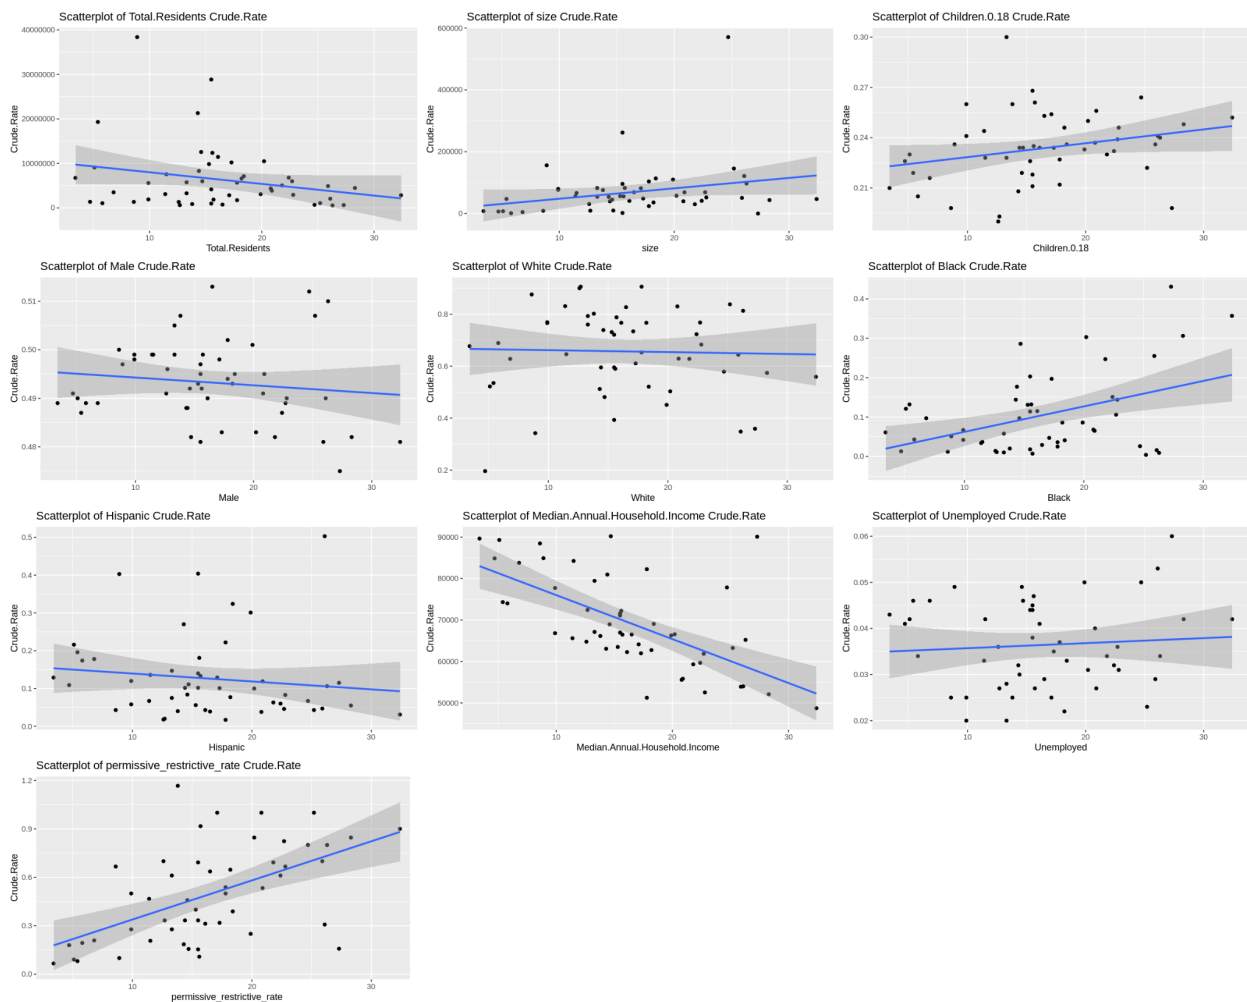 Scatterplot of Total.Residents Crude.Rate
40000000
30000000
20000000
10000000
0
Crude.Rate
10 20 30
Total.Residents
Scatterplot of size Crude.Rate
600000
400000
200000
0
Crude.Rate
10 20 30
size
Scatterplot of Children.0.18 Crude.Rate
0.30
0.27
0.24
0.21
Crude.Rate
10 20 30
Children.0.18
Scatterplot of Male Crude.Rate
0.51
0.50
0.49
0.48
Crude.Rate
10 20 30
Male
Scatterplot of White Crude.Rate
0.8
0.6
0.4
0.2
Crude.Rate
10 20 30
White
Scatterplot of Black Crude.Rate
0.4
0.3
0.2
0.1
0.0
Crude.Rate
10 20 30
Black
Scatterplot of Hispanic Crude.Rate
0.5
0.4
0.3
0.2
0.1
0.0
Crude.Rate
10 20 30
Hispanic
Scatterplot of Median.Annual.Household.Income Crude.Rate
90000
80000
70000
60000
50000
Crude.Rate
10 20 30
Median.Annual.Household.Income
Scatterplot of Unemployed Crude.Rate
0.06
0.05
0.04
0.03
0.02
Crude.Rate
10 20 30
Unemployed
Scatterplot of permissive_restrictive_rate Crude.Rate
1.2
0.9
0.6
0.3
0.0
Crude.Rate
10 20 30
permissive_restrictive_rate